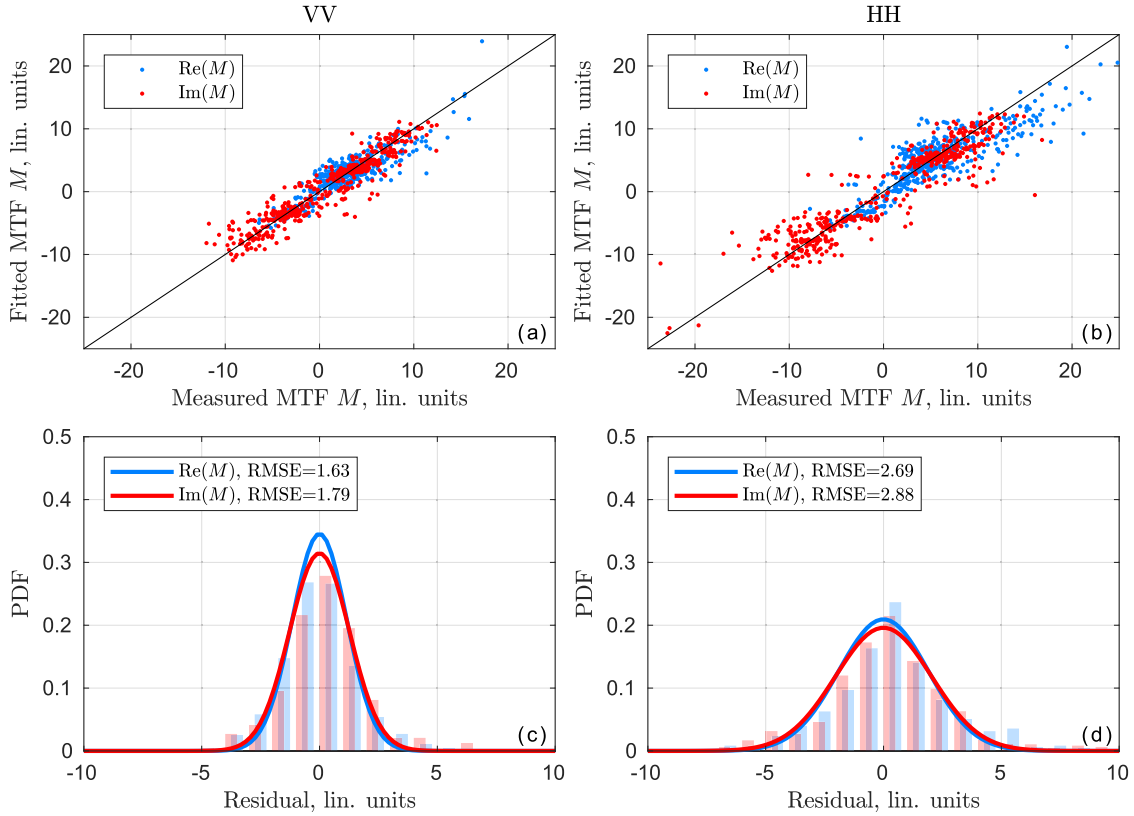 VV
HH
Fitted MTF M, lin. units
20
10
0
-10
-20
Re(M)
Im(M)
(a)
-20
-10
0
10
20
Measured MTF M, lin. units
Fitted MTF M, lin. units
20
10
0
-10
-20
Re(M)
Im(M)
(b)
-20
-10
0
10
20
Measured MTF M, lin. units
PDF
0.5
0.4
0.3
0.2
0.1
0
Re(M), RMSE=1.63
Im(M), RMSE=1.79
(c)
-10
-5
0
5
10
Residual, lin. units
PDF
0.5
0.4
0.3
0.2
0.1
0
Re(M), RMSE=2.69
Im(M), RMSE=2.88
(d)
-10
-5
0
5
10
Residual, lin. units